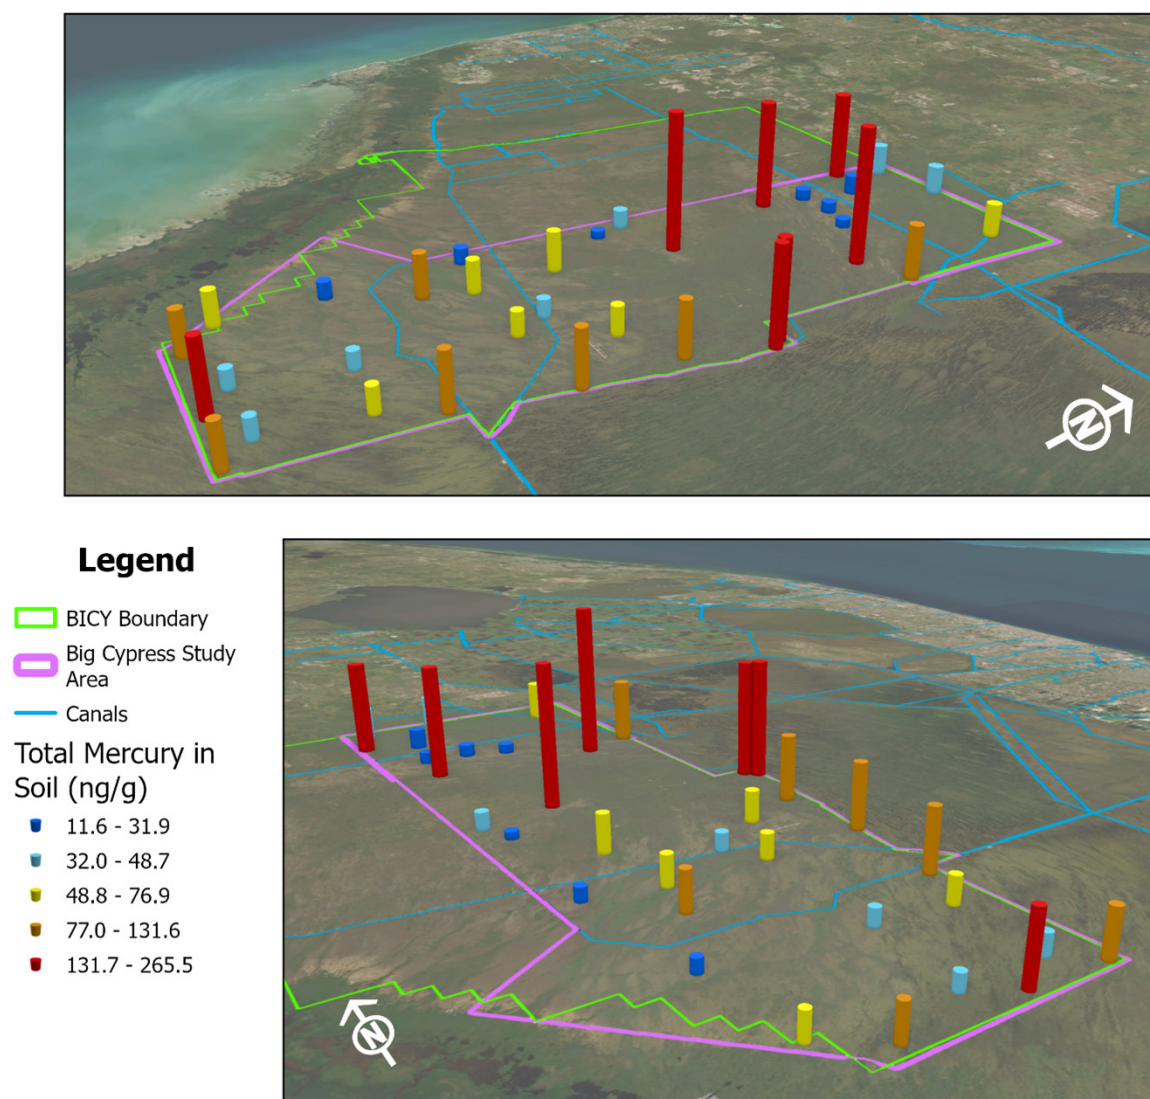 N
Legend
BICY Boundary
Big Cypress Study
Area
Canals
Total Mercury in
Soil (ng/g)
11.6 - 31.9
32.0 - 48.7
48.8 - 76.9
77.0 - 131.6
131.7 - 265.5
N